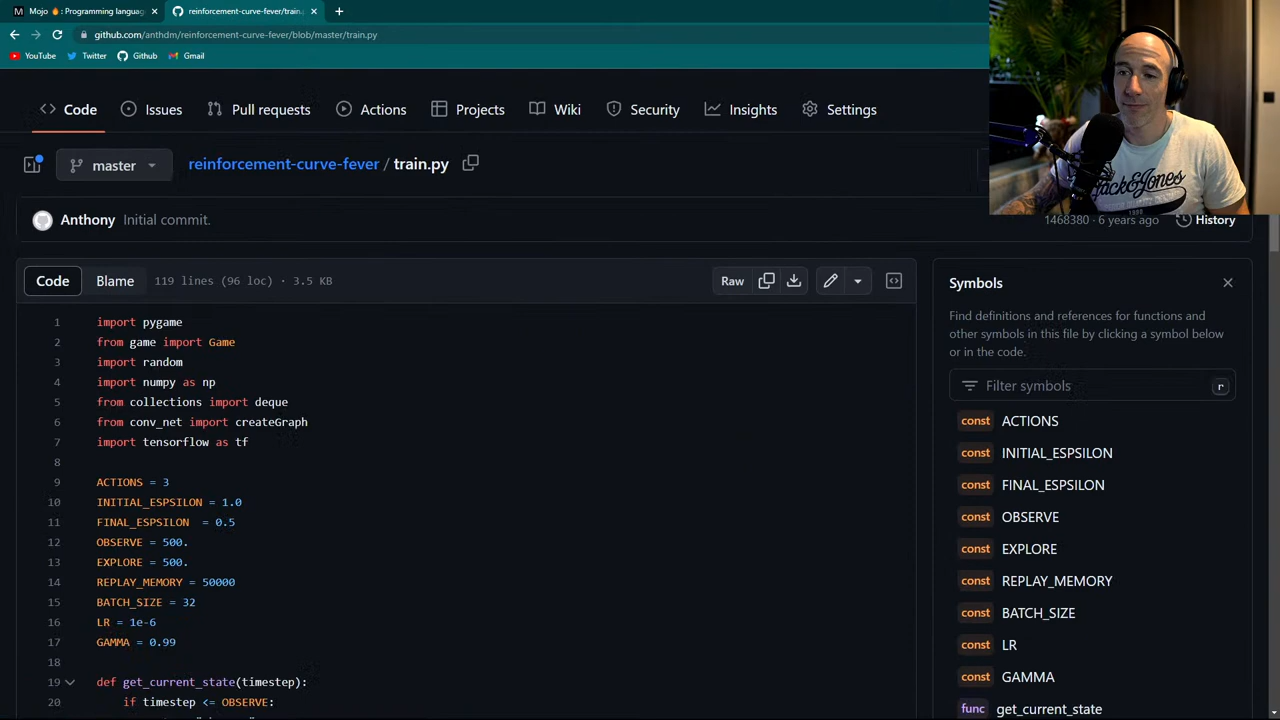 Mojo 🔥: Programming languag
reinforcement-curve-fever/train.
github.com/anthdm/reinforcement-curve-fever/blob/master/train.py
YouTube
Twitter
Github
Gmail
Code
Issues
Pull requests
Actions
Projects
Wiki
Security
Insights
Settings
master
reinforcement-curve-fever / train.py
Anthony Initial commit.
1468380 · 6 years ago
History
Code
Blame
119 lines (96 loc) · 3.5 KB
Raw
1 import pygame
2 from game import Game
3 import random
4 import numpy as np
5 from collections import deque
6 from conv_net import createGraph
7 import tensorflow as tf
8
9 ACTIONS = 3
10 INITIAL_ESPSILON = 1.0
11 FINAL_ESPSILON  = 0.5
12 OBSERVE = 500.
13 EXPLORE = 500.
14 REPLAY_MEMORY = 50000
15 BATCH_SIZE = 32
16 LR = 1e-6
17 GAMMA = 0.99
18
19 def get_current_state(timestep):
20 if timestep <= OBSERVE:
Symbols
Find definitions and references for functions and
other symbols in this file by clicking a symbol below
or in the code.
Filter symbols
r
const ACTIONS
const INITIAL_ESPSILON
const FINAL_ESPSILON
const OBSERVE
const EXPLORE
const REPLAY_MEMORY
const BATCH_SIZE
const LR
const GAMMA
func get_current_state